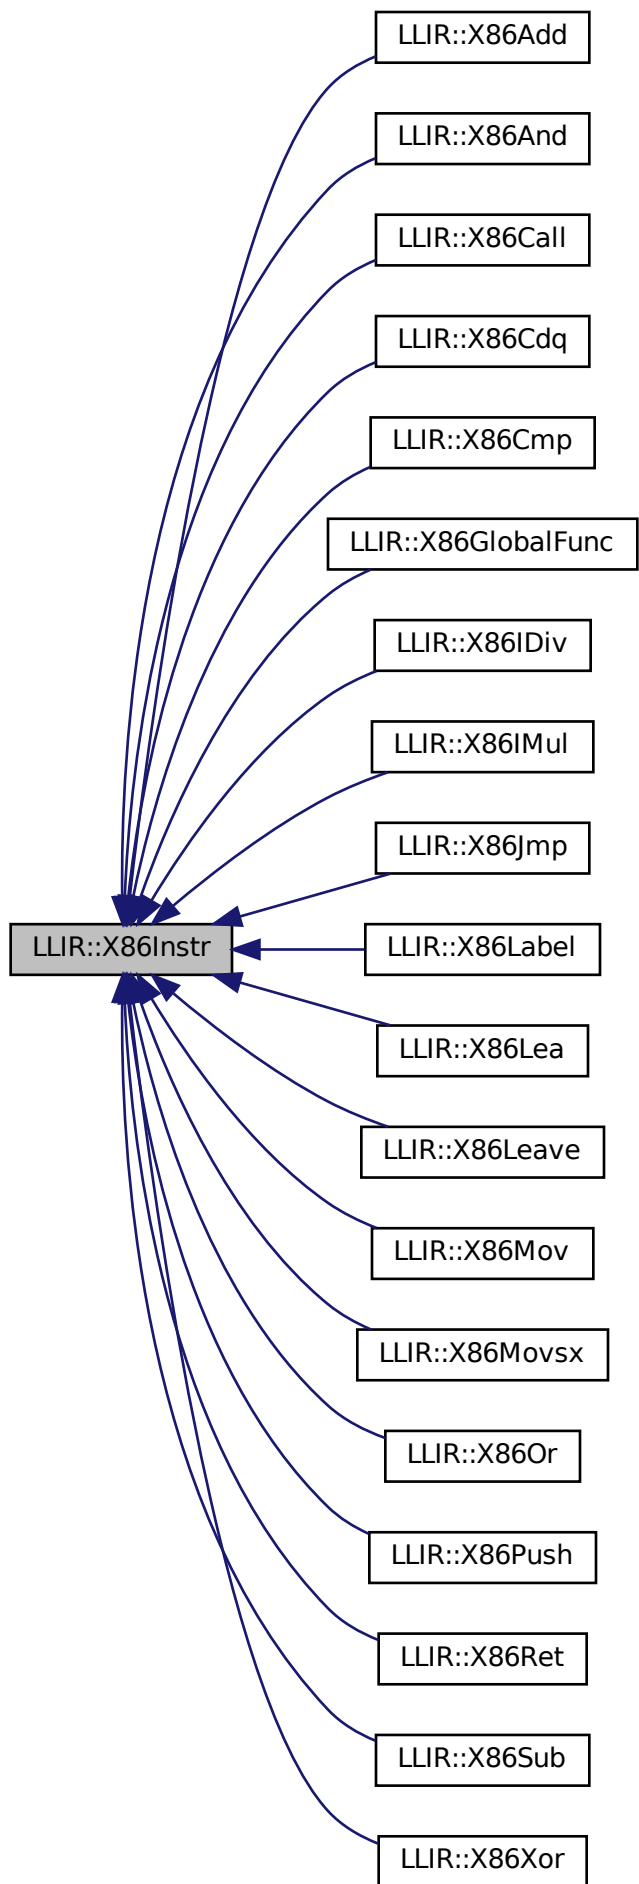 LLIR::X86Add
LLIR::X86And
LLIR::X86Call
LLIR::X86Cdq
LLIR::X86Cmp
LLIR::X86GlobalFunc
LLIR::X86IDiv
LLIR::X86IMul
LLIR::X86Jmp
LLIR::X86Instr
LLIR::X86Label
LLIR::X86Lea
LLIR::X86Leave
LLIR::X86Mov
LLIR::X86Movsx
LLIR::X86Or
LLIR::X86Push
LLIR::X86Ret
LLIR::X86Sub
LLIR::X86Xor